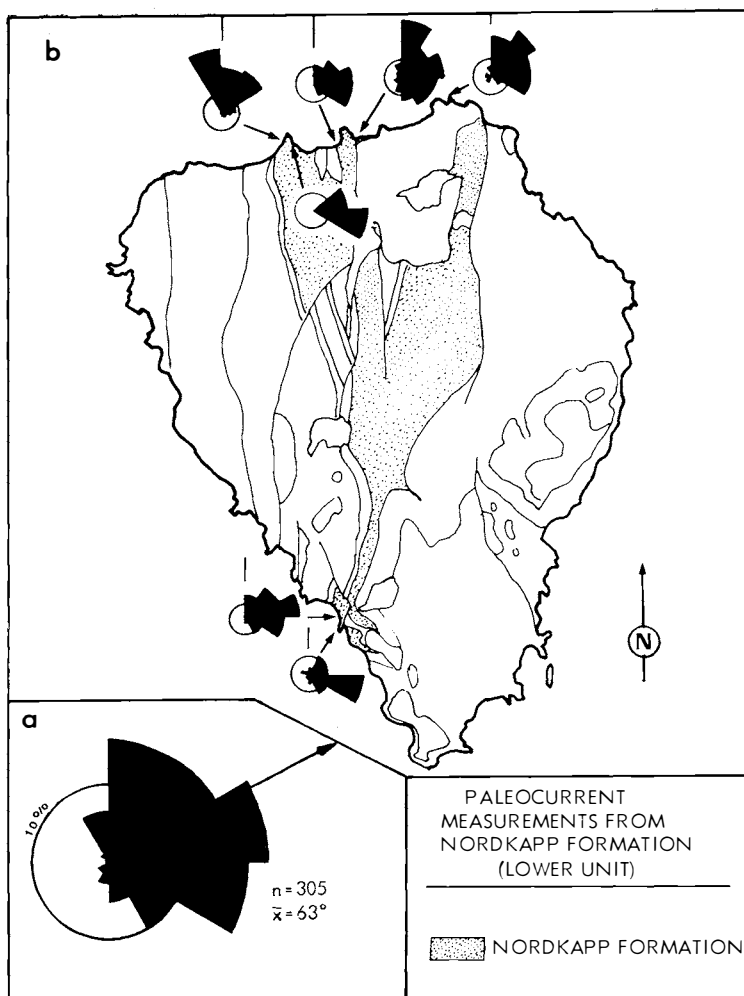 b
N
a
10%
n = 305
x̄ = 63°
PALEOCURRENT
MEASUREMENTS FROM
NORDKAPP FORMATION
(LOWER UNIT)
NORDKAPP FORMATION